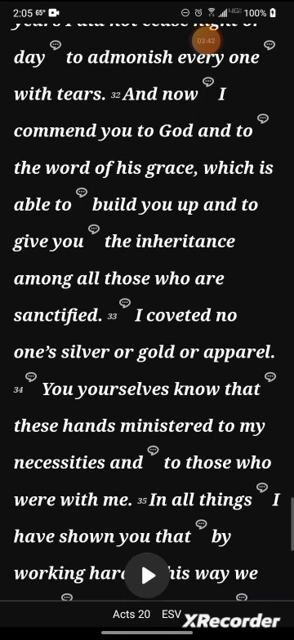 2:05 65° LTE 100%
03:42
day to admonish every one
with tears. 32 And now I
commend you to God and to
the word of his grace, which is
able to build you up and to
give you the inheritance
among all those who are
sanctified. 33 I coveted no
one's silver or gold or apparel.
34 You yourselves know that
these hands ministered to my
necessities and to those who
were with me. 35 In all things I
have shown you that by
working his way we
Acts 20 ESV
XRecorder